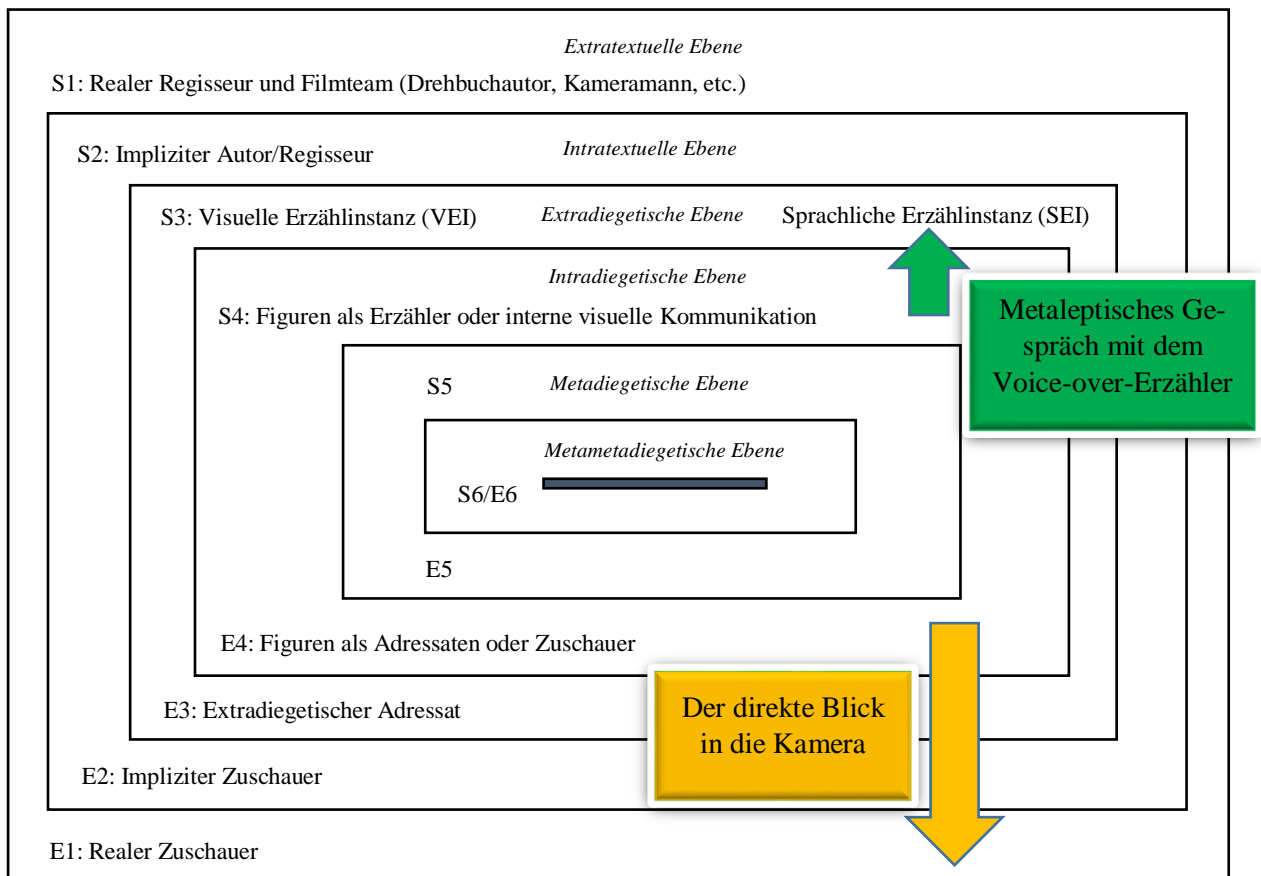 Extratextuelle Ebene
S1: Realer Regisseur und Filmteam (Drehbuchautor, Kameramann, etc.)
S2: Impliziter Autor/Regisseur
Intratextuelle Ebene
S3: Visuelle Erzählinstanz (VEI)
Extradiegetische Ebene
Sprachliche Erzählinstanz (SEI)
Intradiegetische Ebene
S4: Figuren als Erzähler oder interne visuelle Kommunikation
Metaleptisches Ge-
spräch mit dem
Voice-over-Erzähler
S5
Metadiegetische Ebene
Metametadiegetische Ebene
S6/E6
E5
E4: Figuren als Adressaten oder Zuschauer
E3: Extradiegetischer Adressat
Der direkte Blick
in die Kamera
E2: Impliziter Zuschauer
E1: Realer Zuschauer